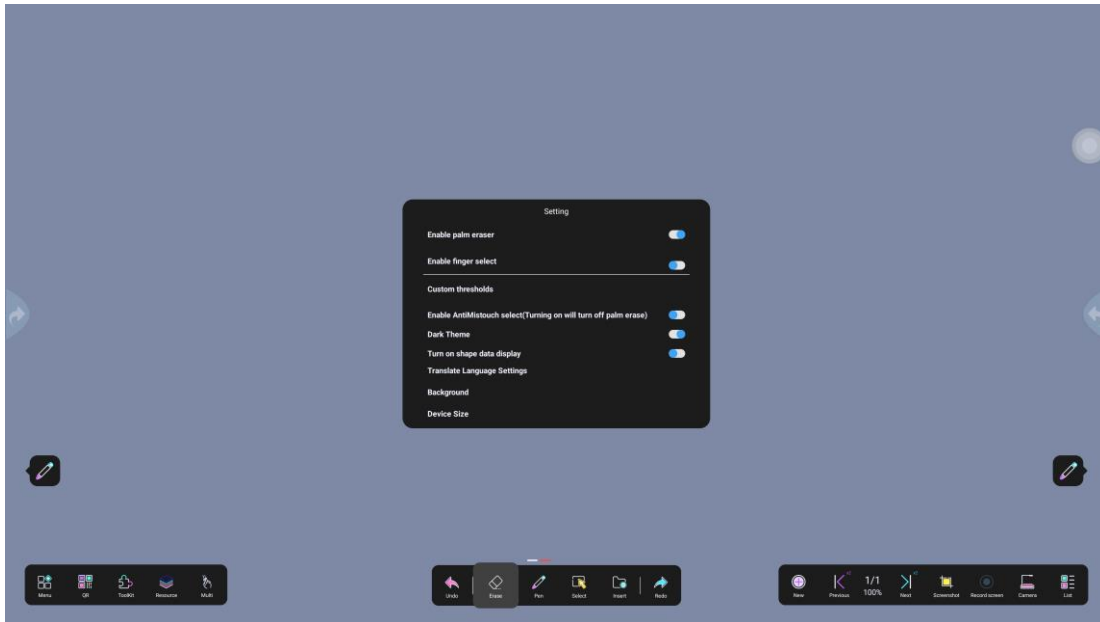 Setting
Enable palm eraser
Enable finger select
Custom thresholds
Enable AntiMistouch select(Turning on will turn off palm erase)
Dark Theme
Turn on shape data display
Translate Language Settings
Background
Device Size
Menu QR ToolKit Resource Multi
Undo Erase Pen Select Insert Redo
1/1
100%
New Previous Next Screenshot Record screen Camera List